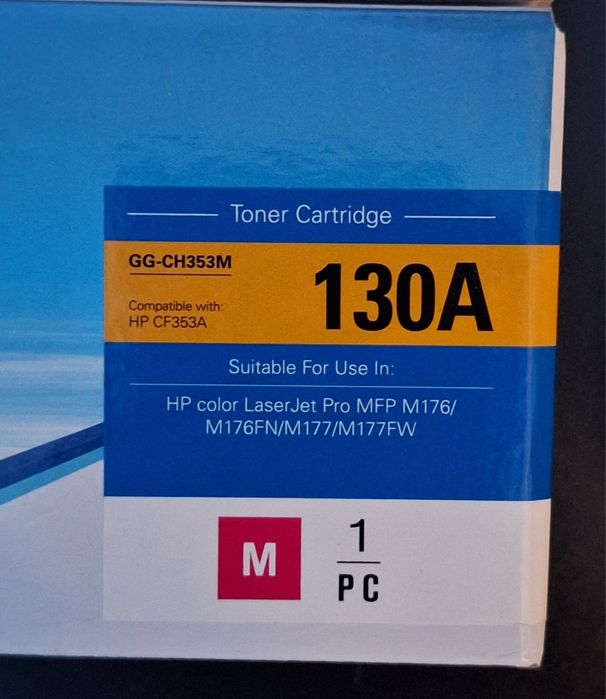 Toner Cartridge
GG-CH353M
Compatible with:
HP CF353A
130A
Suitable For Use In:
HP color LaserJet Pro MFP M176/
M176FN/M177/M177FW
M
1
PC